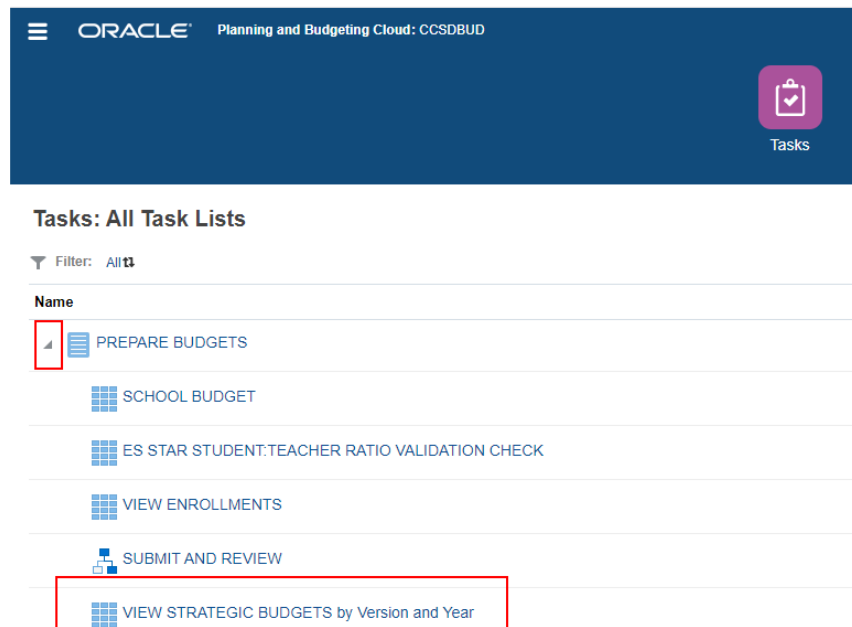 ORACLE® Planning and Budgeting Cloud: CCSDBUD
Tasks
Tasks: All Task Lists
Filter: All
Name
PREPARE BUDGETS
SCHOOL BUDGET
ES STAR STUDENT:TEACHER RATIO VALIDATION CHECK
VIEW ENROLLMENTS
SUBMIT AND REVIEW
VIEW STRATEGIC BUDGETS by Version and Year